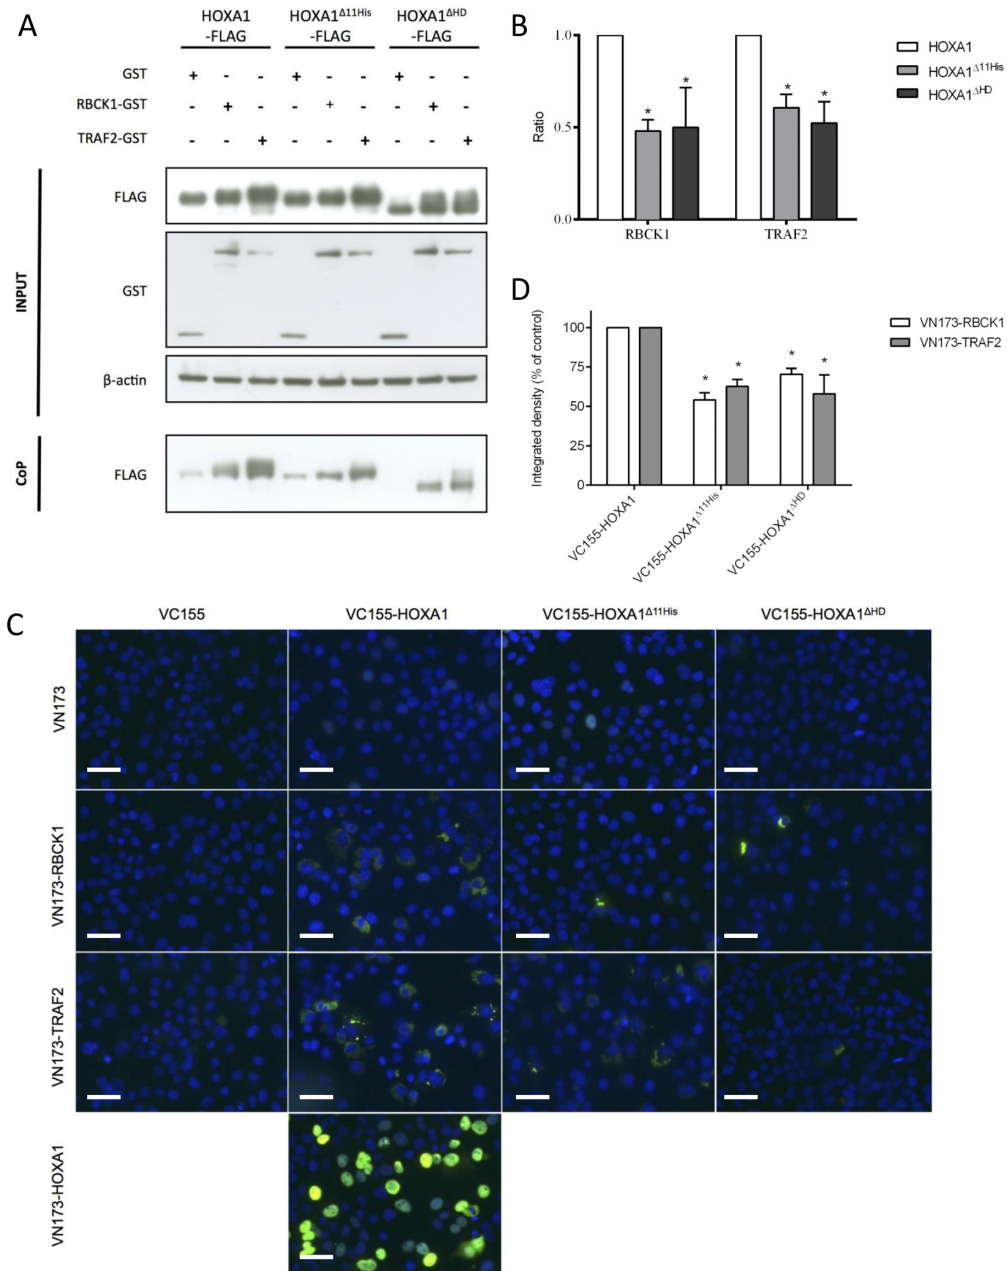 A
HOXA1 -FLAG
HOXA1Δ11His -FLAG
HOXA1ΔHD -FLAG
GST + - - + - - + - -
RBCK1-GST - + - - + - - + -
TRAF2-GST - - + - - + - - +
INPUT
FLAG
GST
β-actin
CoP
FLAG
B
Ratio
1.0
0.5
0.0
* * * *
RBCK1 TRAF2
HOXA1
HOXA1Δ11His
HOXA1ΔHD
D
Integrated density (% of control)
100
75
50
25
0
* * * *
VC155-HOXA1
VC155-HOXA1Δ11His
VC155-HOXA1ΔHD
VN173-RBCK1
VN173-TRAF2
C
VC155 VC155-HOXA1 VC155-HOXA1Δ11His VC155-HOXA1ΔHD
VN173
VN173-RBCK1
VN173-TRAF2
VN173-HOXA1